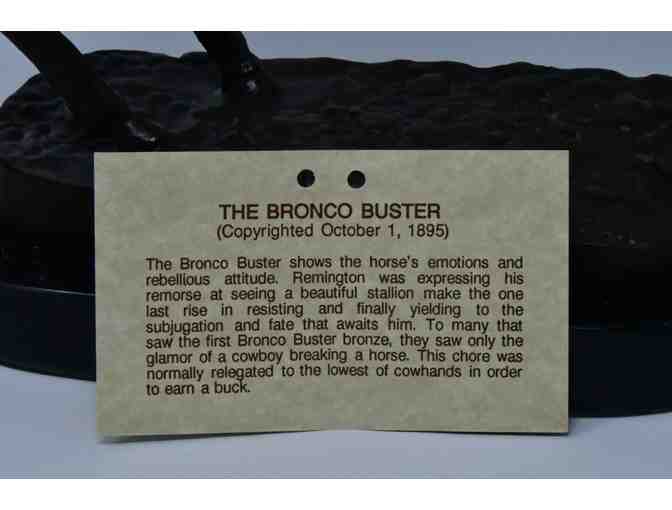 THE BRONCO BUSTER
(Copyrighted October 1, 1895)
The Bronco Buster shows the horse's emotions and
rebellious attitude. Remington was expressing his
remorse at seeing a beautiful stallion make the one
last rise in resisting and finally yielding to the
subjugation and fate that awaits him. To many that
saw the first Bronco Buster bronze, they saw only the
glamor of a cowboy breaking a horse. This chore was
normally relegated to the lowest of cowhands in order
to earn a buck.